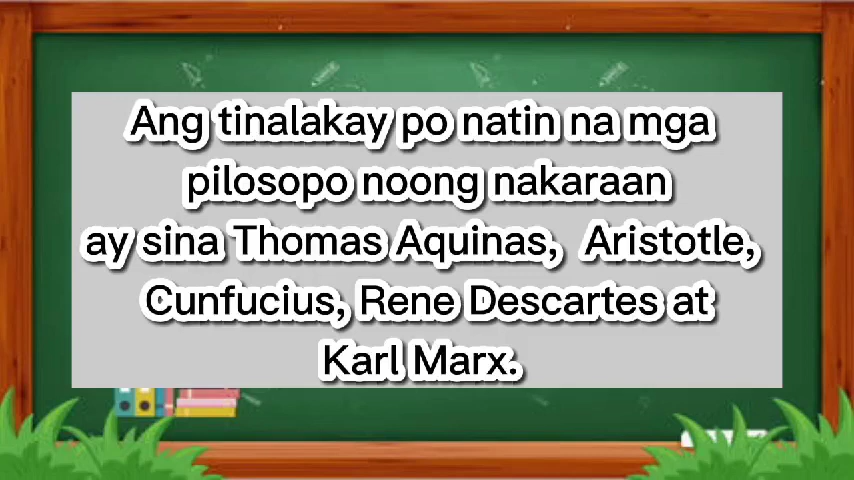 Ang tinalakay po natin na mga
pilosopo noong nakaraan
ay sina Thomas Aquinas, Aristotle,
Cunfucius, Rene Descartes at
Karl Marx.